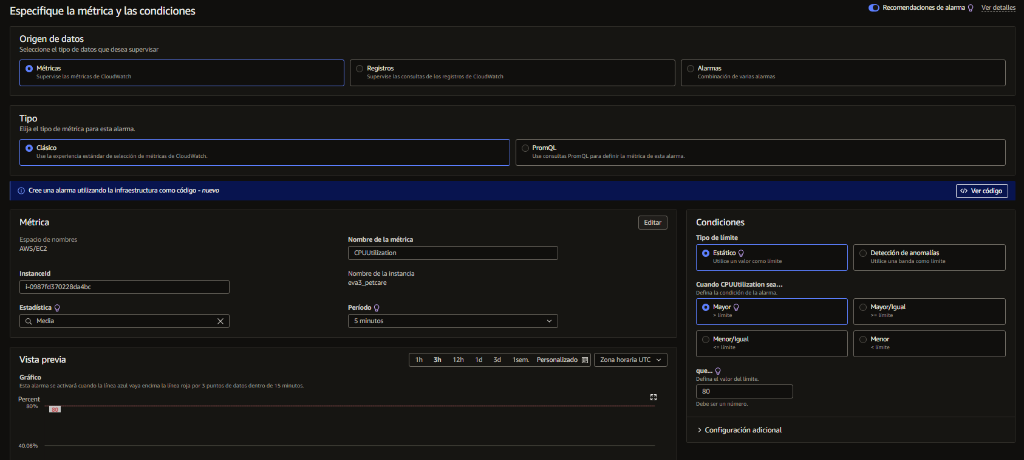 Especifique la métrica y las condiciones
Recomendaciones de alarma
Ver detalles
Origen de datos
Seleccione el tipo de datos que desea supervisar
Métricas
Supervise las métricas de CloudWatch
Registros
Supervise las consultas de los registros de CloudWatch
Alarmas
Combinación de varias alarmas
Tipo
Elija el tipo de métrica para esta alarma.
Clásico
Use la experiencia estándar de selección de métricas de CloudWatch.
PromQL
Use consultas PromQL para definir la métrica de esta alarma.
Cree una alarma utilizando la infraestructura como código - nuevo
Ver código
Métrica
Editar
Espacio de nombres
AWS/EC2
Nombre de la métrica
CPUUtilization
InstanceId
i-0987fd370228da4bc
Nombre de la instancia
eva3_petcare
Estadística
Media
Período
5 minutos
Condiciones
Tipo de límite
Estático
Utilice un valor como límite
Detección de anomalías
Utilice una banda como límite
Cuando CPUUtilization sea...
Defina la condición de la alarma.
Mayor
> límite
Mayor/Igual
>= límite
Menor/Igual
<= límite
Menor
< límite
que...
Defina el valor del límite.
80
Debe ser un número.
Configuración adicional
Vista previa
1h 3h 12h 1d 3d 1sem. Personalizado
Zona horaria UTC
Gráfico
Esta alarma se activará cuando la línea azul vaya encima la línea roja por 3 puntos de datos dentro de 15 minutos.
Percent
80%
80
40.08%